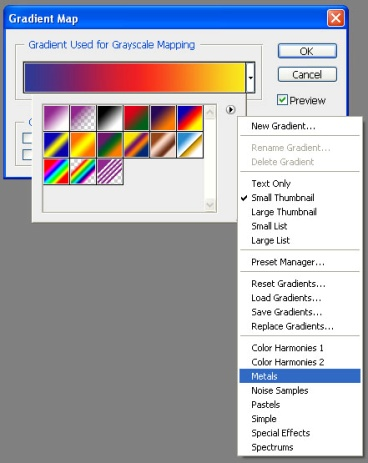 Gradient Map
Gradient Used for Grayscale Mapping
OK
Cancel
Preview
New Gradient...
Rename Gradient...
Delete Gradient
Text Only
Small Thumbnail
Large Thumbnail
Small List
Large List
Preset Manager...
Reset Gradients...
Load Gradients...
Save Gradients...
Replace Gradients...
Color Harmonies 1
Color Harmonies 2
Metals
Noise Samples
Pastels
Simple
Special Effects
Spectrums